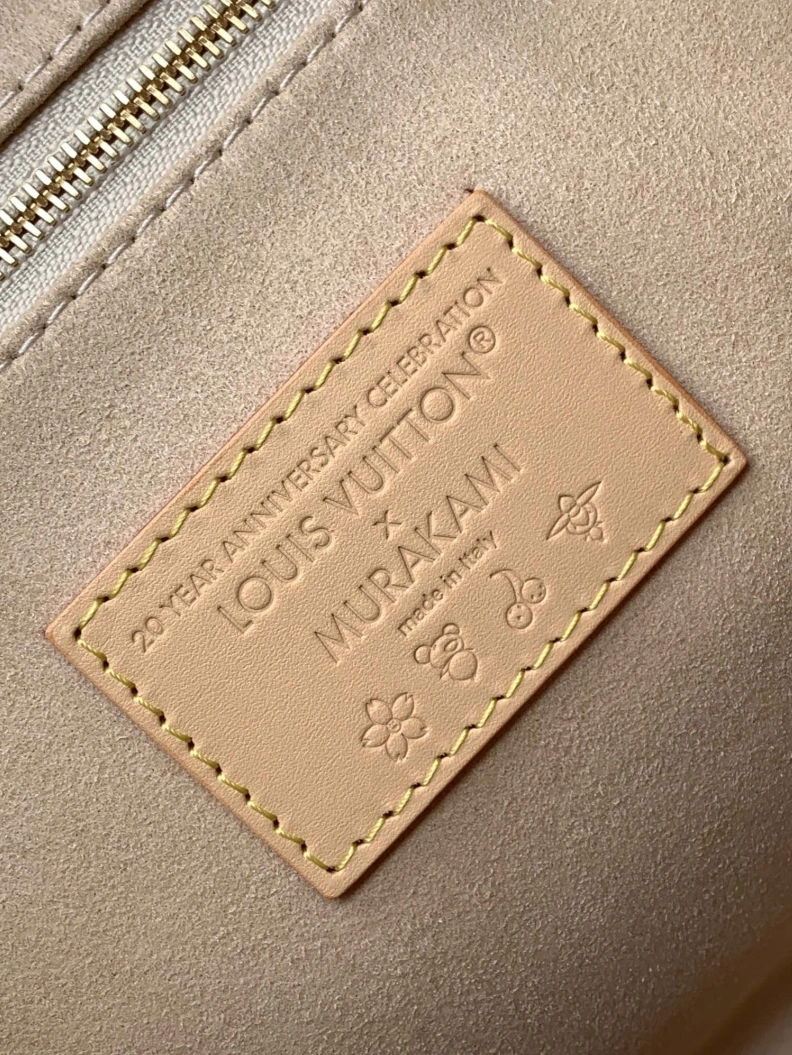 20 YEAR ANNIVERSARY CELEBRATION
LOUIS VUITTON®
x
MURAKAMI
made in Italy